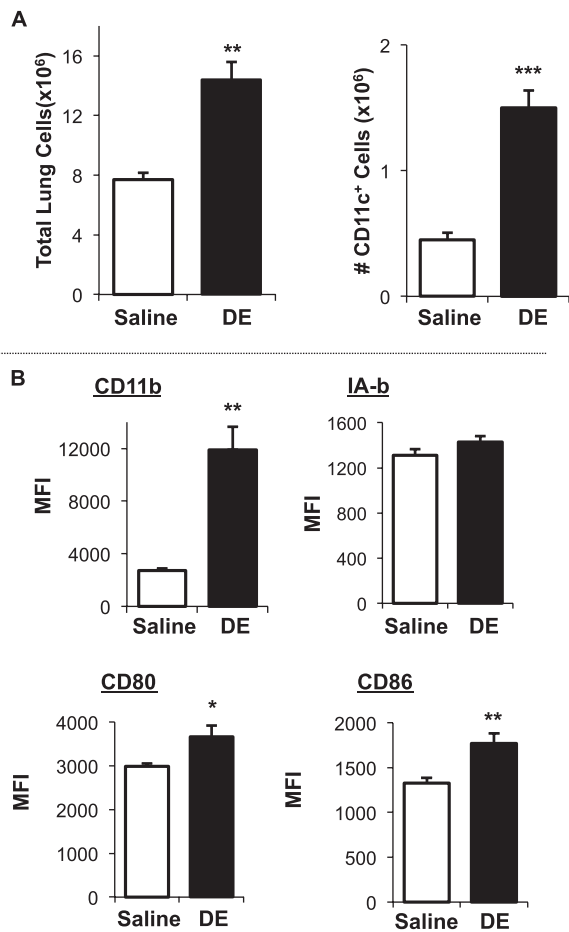 A
Total Lung Cells(x10⁶)
16
12
8
4
0
**
Saline DE
# CD11c⁺ Cells (x10⁶)
2
1
0
***
Saline DE
B
CD11b
MFI
12000
8000
4000
0
**
Saline DE
IA-b
MFI
1600
1200
800
400
0
Saline DE
CD80
MFI
4000
3000
2000
1000
0
*
Saline DE
CD86
MFI
2000
1500
1000
500
0
**
Saline DE